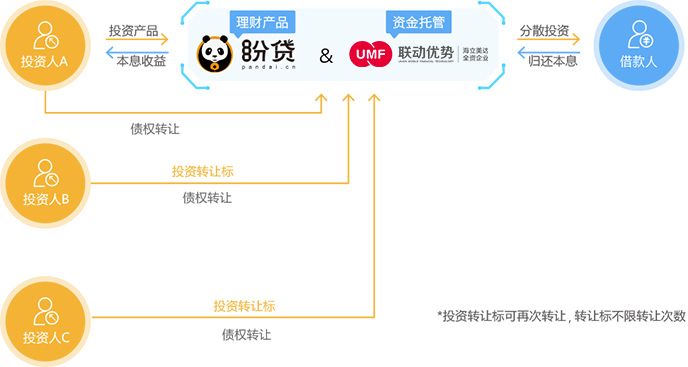 理财产品
资金托管
投资产品
本息收益
投资人A
盼贷
pandai.cn
&
UMF
联动优势
海立美达
全资企业
分散投资
归还本息
借款人
债权转让
投资转让标
债权转让
投资人B
投资转让标
债权转让
投资人C
*投资转让标可再次转让，转让标不限转让次数